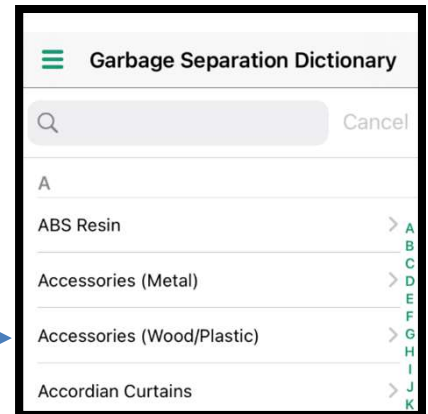 Garbage Separation Dictionary
Cancel
A
ABS Resin
Accessories (Metal)
Accessories (Wood/Plastic)
Accordian Curtains
A
B
C
D
E
F
G
H
I
J
K